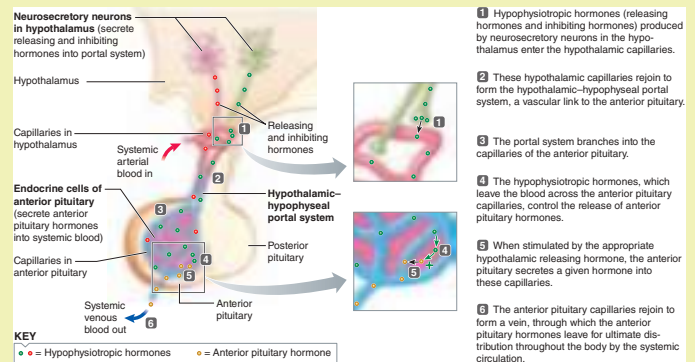 Neurosecretory neurons
in hypothalamus (secrete
releasing and inhibiting
hormones into portal system)
Hypothalamus
Capillaries in
hypothalamus
Systemic
arterial
blood in
Releasing
and inhibiting
hormones
1
2
Endocrine cells of
anterior pituitary
(secrete anterior
pituitary hormones
into systemic blood)
Hypothalamic–
hypophyseal
portal system
3
Capillaries in
anterior pituitary
4
5
Posterior
pituitary
Anterior
pituitary
Systemic
venous
blood out
6
KEY
= Hypophysiotropic hormones
= Anterior pituitary hormone
1
4
5
+
1 Hypophysiotropic hormones (releasing
hormones and inhibiting hormones) produced
by neurosecretory neurons in the hypo-
thalamus enter the hypothalamic capillaries.
2 These hypothalamic capillaries rejoin to
form the hypothalamic–hypophyseal portal
system, a vascular link to the anterior pituitary.
3 The portal system branches into the
capillaries of the anterior pituitary.
4 The hypophysiotropic hormones, which
leave the blood across the anterior pituitary
capillaries, control the release of anterior
pituitary hormones.
5 When stimulated by the appropriate
hypothalamic releasing hormone, the anterior
pituitary secretes a given hormone into
these capillaries.
6 The anterior pituitary capillaries rejoin to
form a vein, through which the anterior
pituitary hormones leave for ultimate dis-
tribution throughout the body by the systemic
circulation.